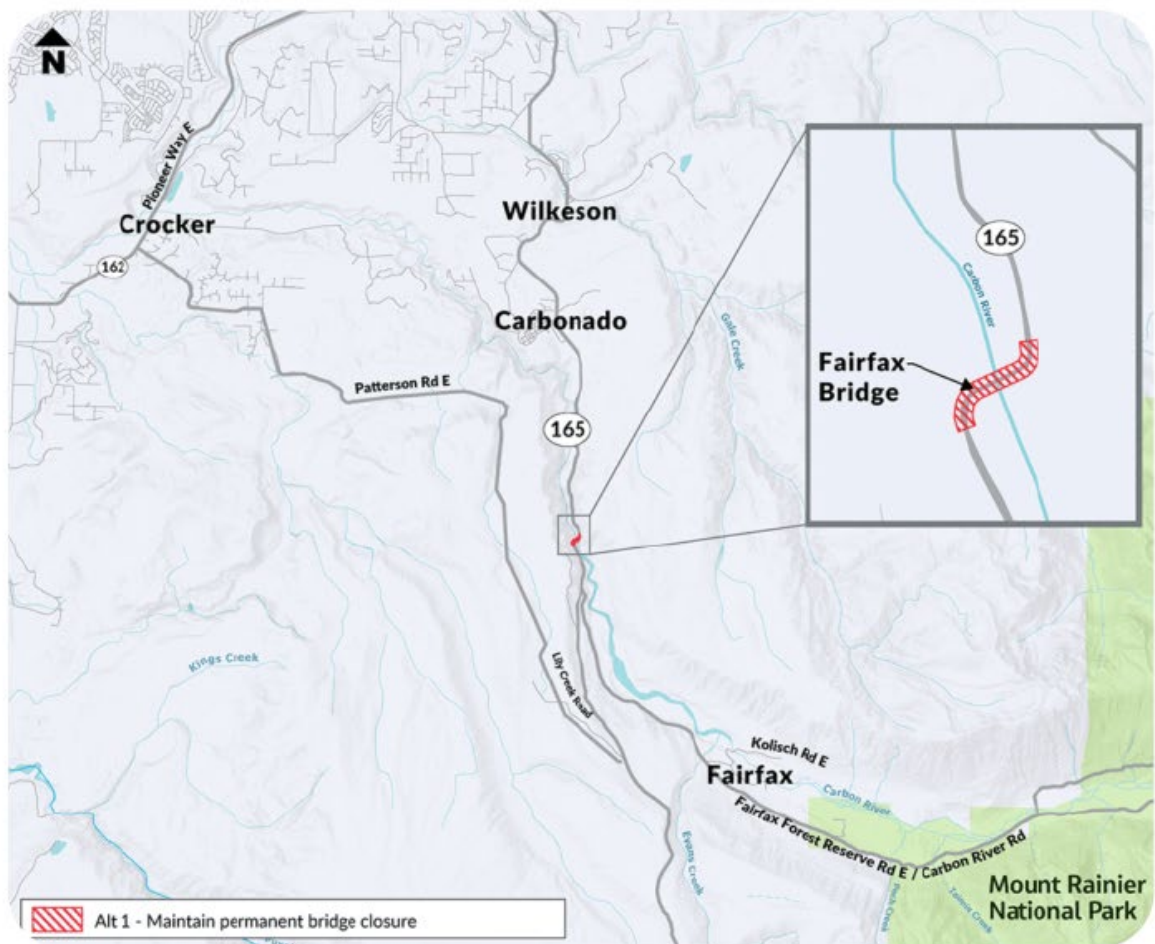 N
Pioneer Way E
Crocker
162
Wilkeson
Carbonado
Patterson Rd E
165
Gale Creek
165
Carbon River
Fairfax
Bridge
Kings Creek
Lily Creek Road
Kolisch Rd E
Fairfax
Carbon River
Fairfax Forest Reserve Rd E / Carbon River Rd
Evans Creek
Mount Rainier
National Park
Alt 1 - Maintain permanent bridge closure